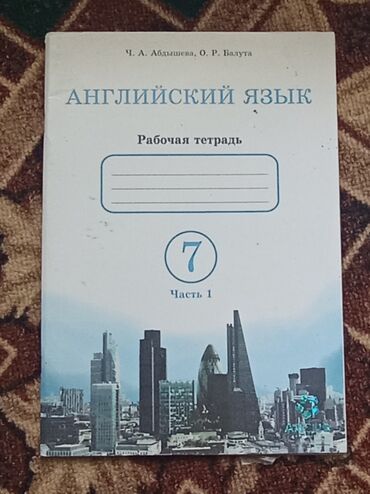 Ч. А. Абдышева, О. Р. Балута
АНГЛИЙСКИЙ ЯЗЫК
Рабочая тетрадь
7
Часть 1